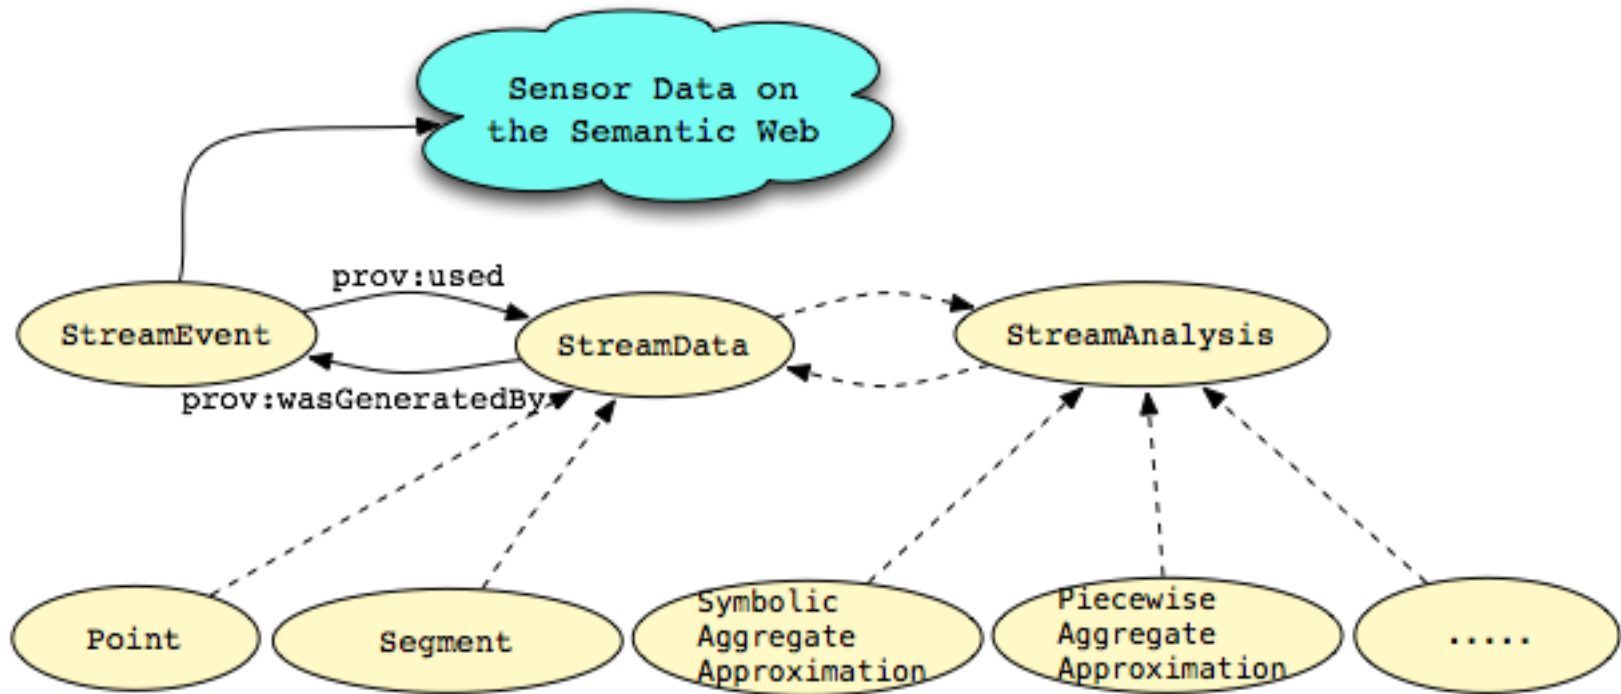 Sensor Data on
the Semantic Web
prov:used
StreamEvent
StreamData
StreamAnalysis
prov:wasGeneratedBy
Point
Segment
Symbolic
Aggregate
Approximation
Piecewise
Aggregate
Approximation
.....